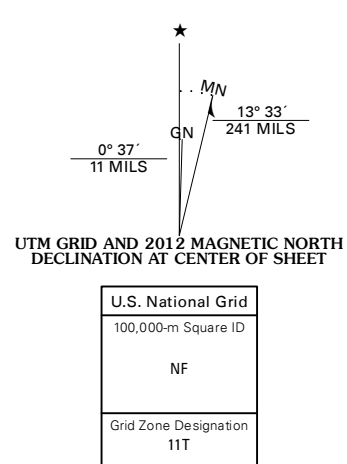 ★
MN
GN
13° 33´
241 MILS
0° 37´
11 MILS
UTM GRID AND 2012 MAGNETIC NORTH
DECLINATION AT CENTER OF SHEET
U.S. National Grid
100,000-m Square ID
NF
Grid Zone Designation
11T